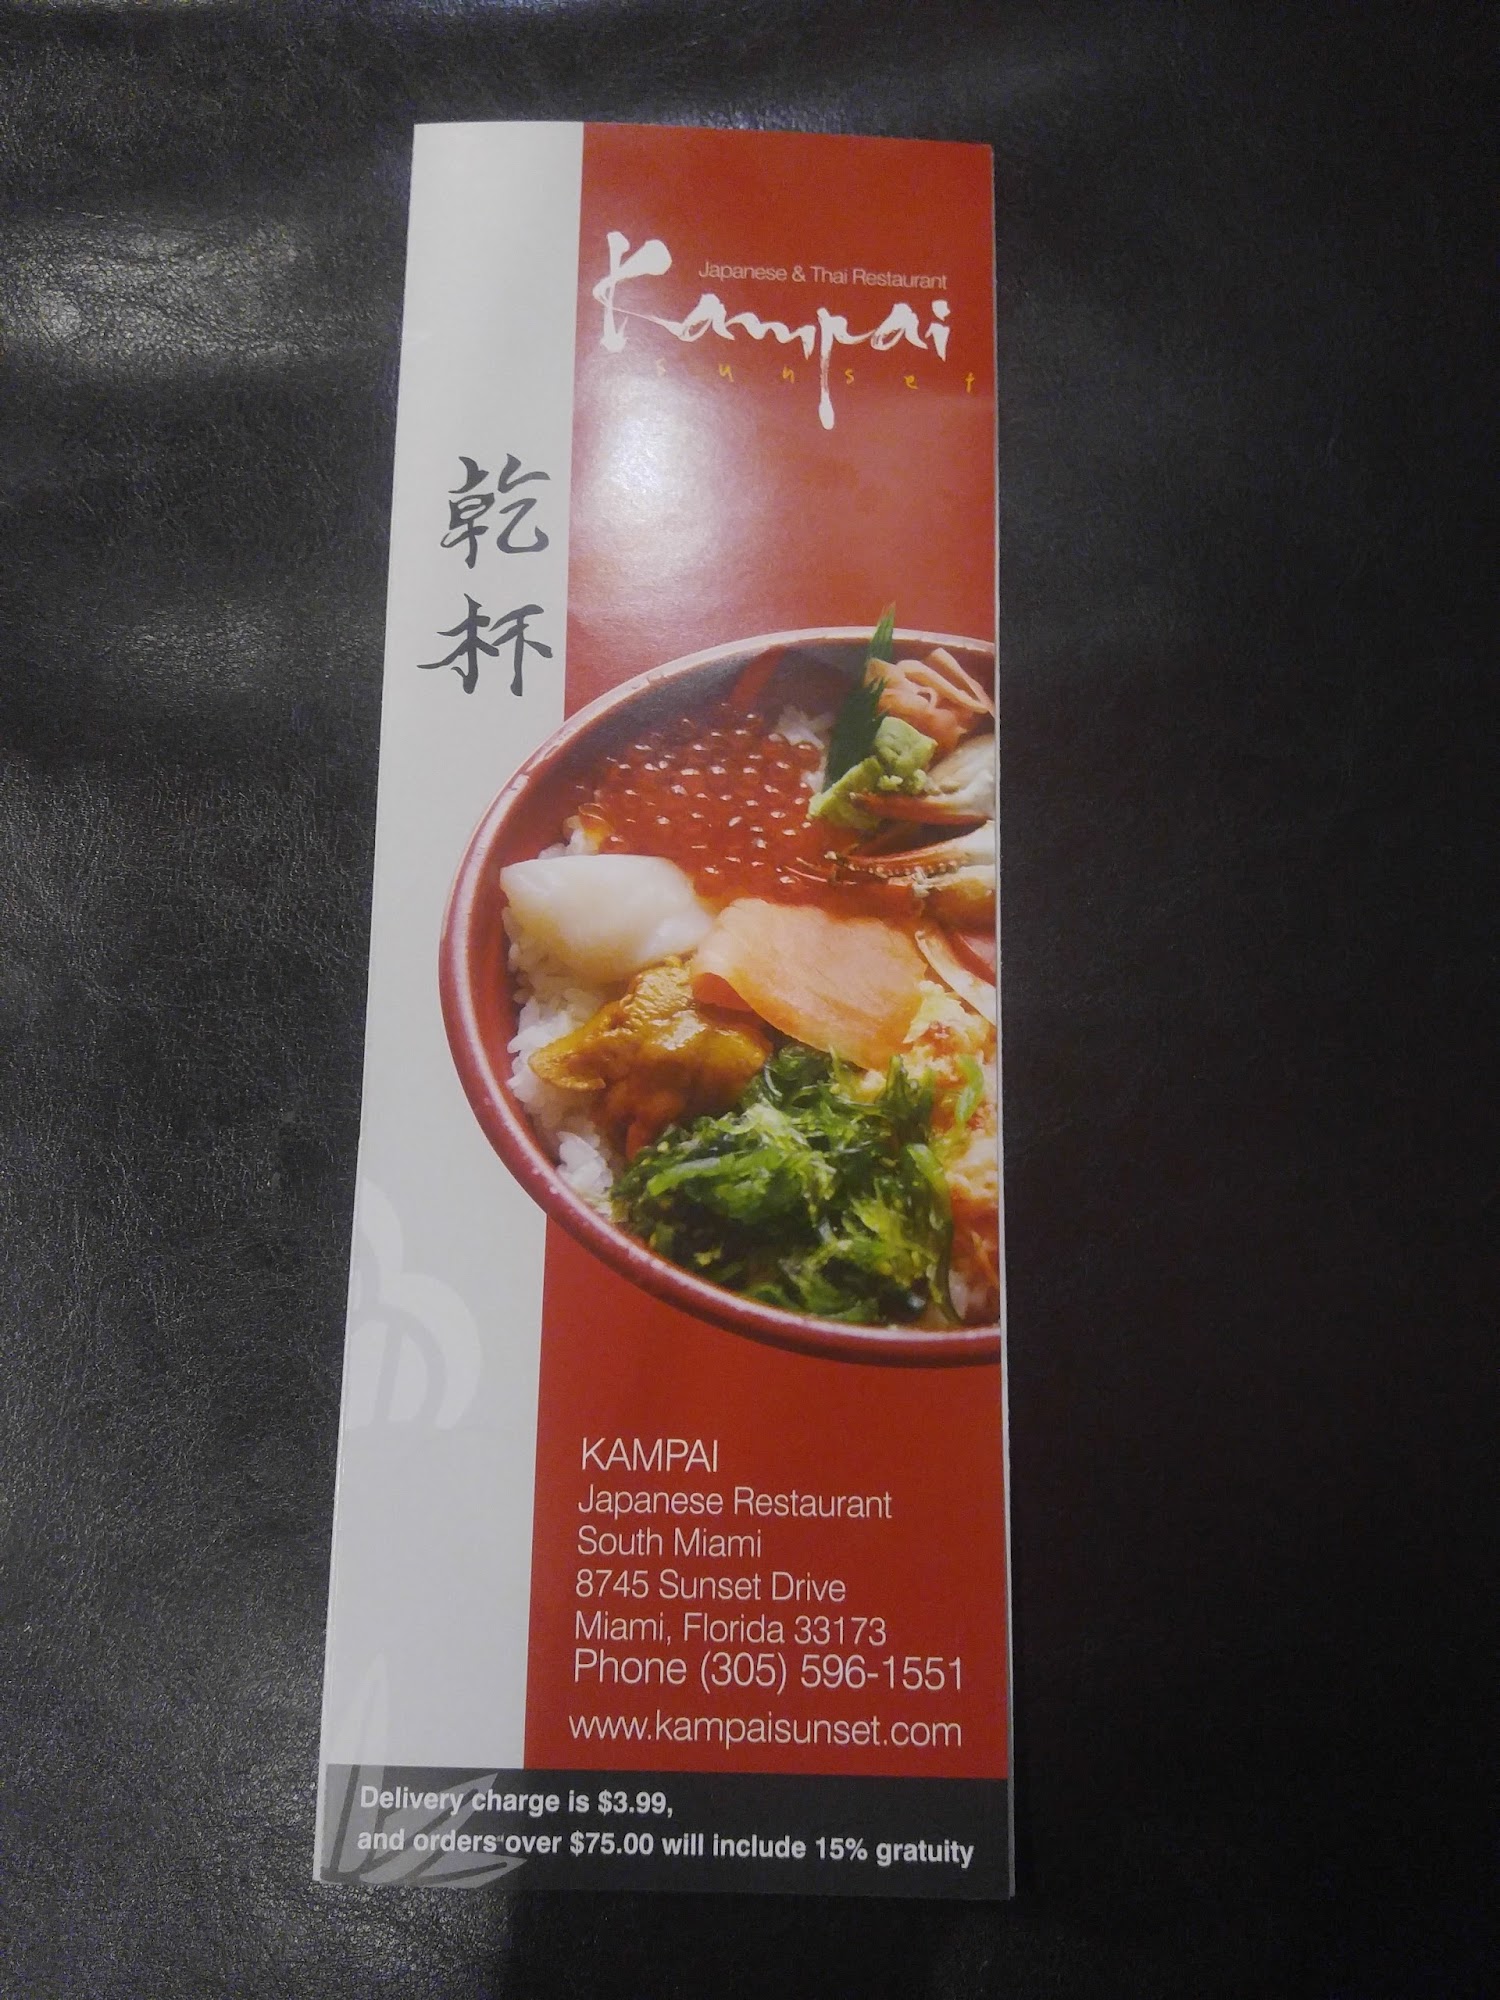 Japanese & Thai Restaurant
Kampai
sunset
乾
杯
KAMPAI
Japanese Restaurant
South Miami
8745 Sunset Drive
Miami, Florida 33173
Phone (305) 596-1551
www.kampaisunset.com
Delivery charge is $3.99,
and orders over $75.00 will include 15% gratuity